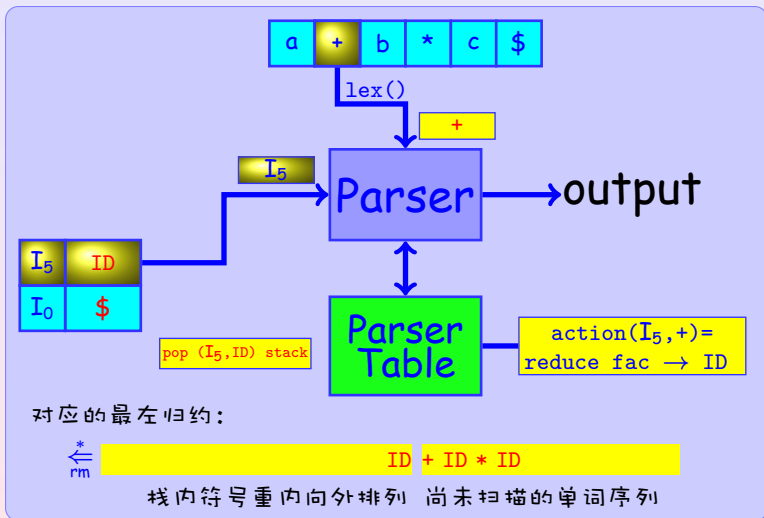 a + b * c $
lex()
+
I5
Parser
output
I5 ID
I0 $
Parser
Table
action(I5,+)=
reduce fac → ID
pop (I5,ID) stack
对应的最左归约:
*
⇐
rm
ID + ID * ID
栈内符号重内向外排列 尚未扫描的单词序列